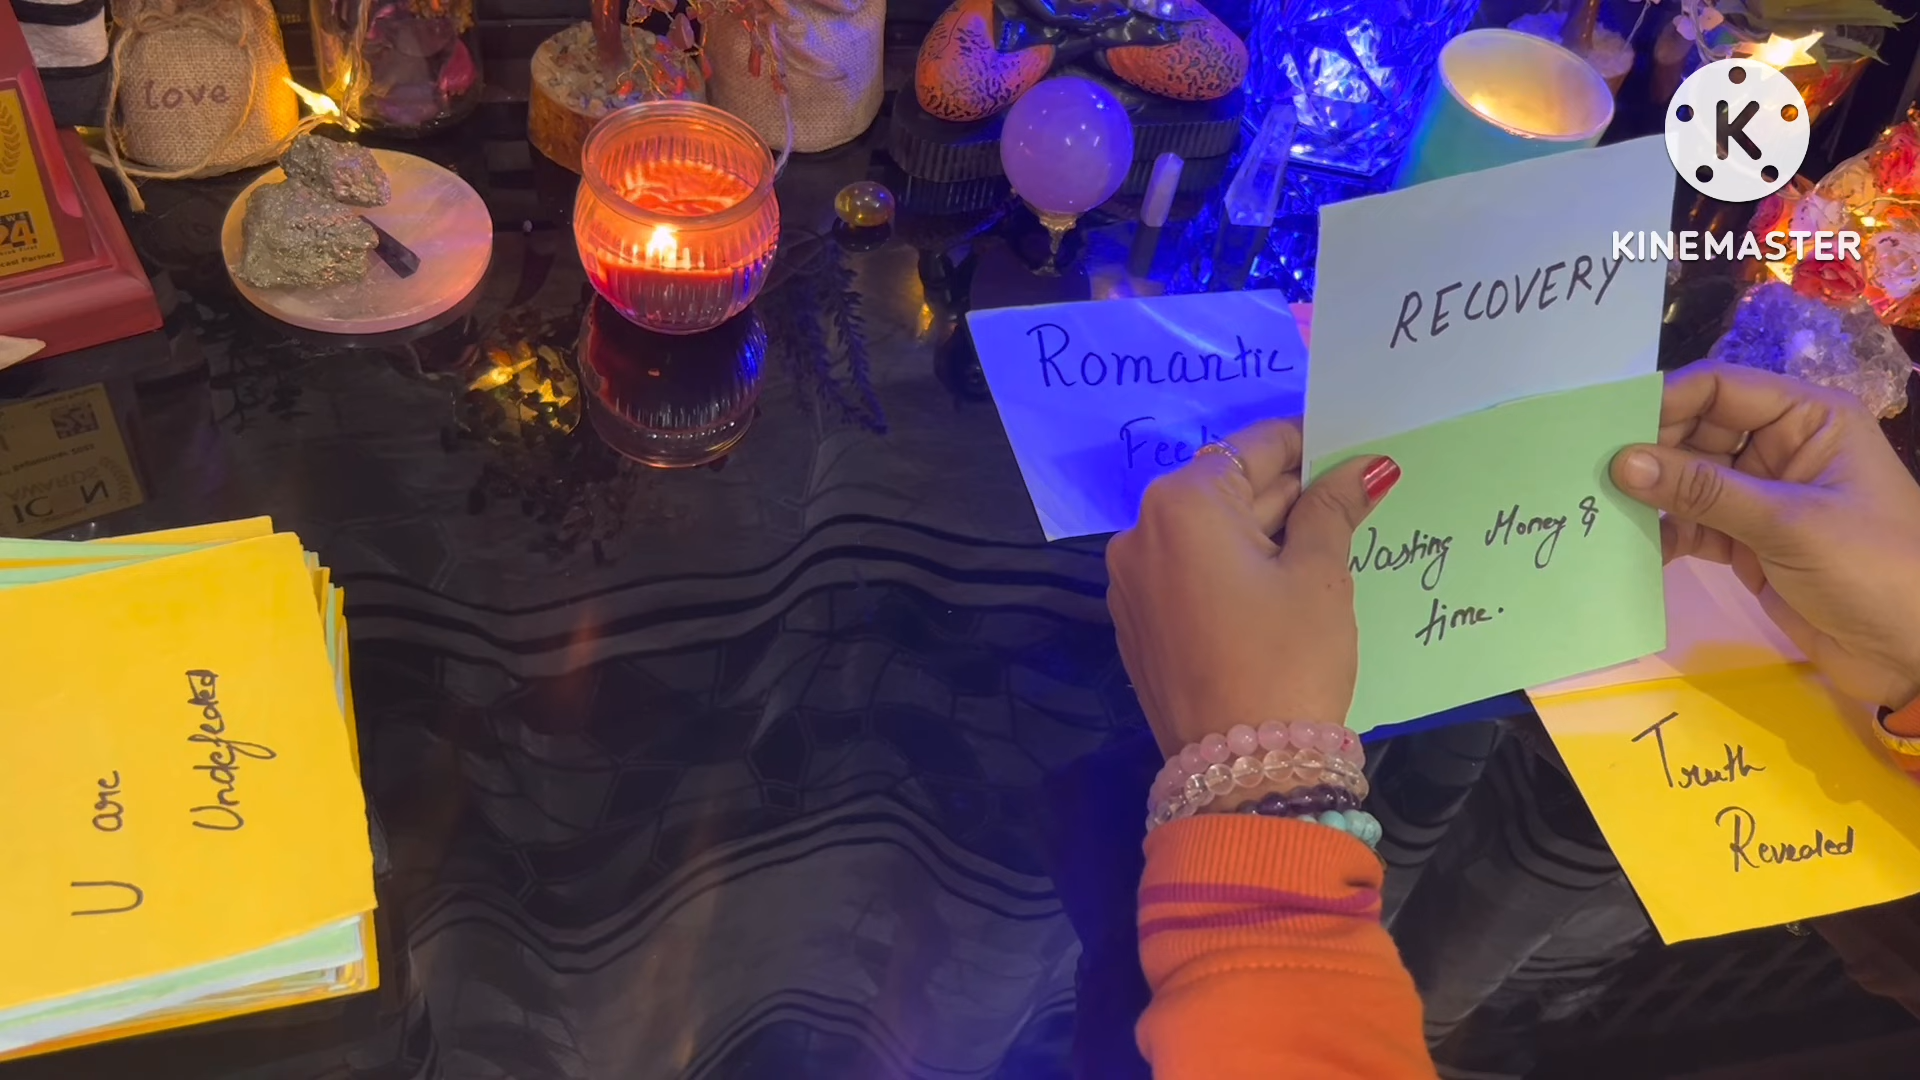 love
KINEMASTER
RECOVERY
Romantic
Wasting Money &
time.
Truth
Revealed
U are
Undefeated